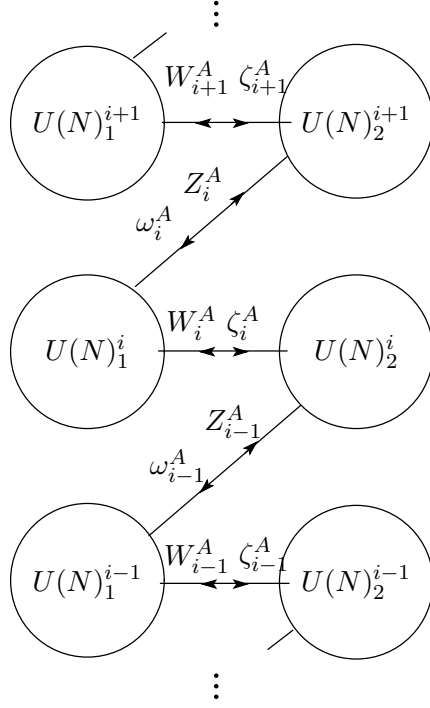 ⋮
W_{i+1}^A ζ_{i+1}^A
U(N)_1^{i+1} U(N)_2^{i+1}
Z_i^A
ω_i^A
W_i^A ζ_i^A
U(N)_1^i U(N)_2^i
Z_{i-1}^A
ω_{i-1}^A
W_{i-1}^A ζ_{i-1}^A
U(N)_1^{i-1} U(N)_2^{i-1}
⋮